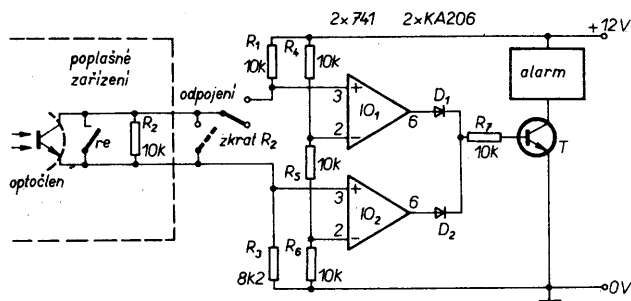 2×741 2×KA206
+12V
poplašné
zařízení
R1
10k
R4
10k
alarm
odpojení
3
+
2
−
IO1
6
D1
R2
10k
re
zkrat R2
optočlen
R7
10k
T
R5
10k
3
+
2
−
IO2
6
D2
R3
8k2
R6
10k
0V